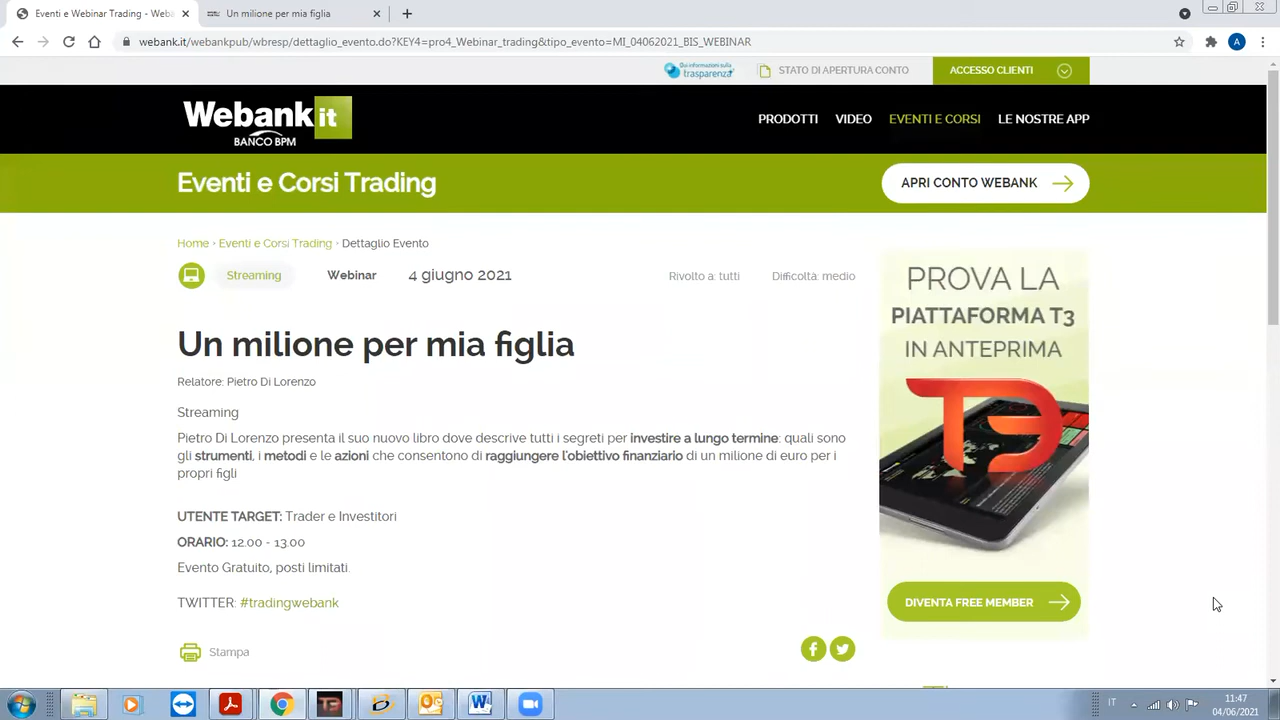 Eventi e Webinar Trading - Weba
Un milione per mia figlia
webank.it/webankpub/wbresp/dettaglio_evento.do?KEY4=pro4_Webinar_trading&tipo_evento=MI_04062021_BIS_WEBINAR
A
Qui informazioni sulla
trasparenza
STATO DI APERTURA CONTO
ACCESSO CLIENTI
Webank it
BANCO BPM
PRODOTTI
VIDEO
EVENTI E CORSI
LE NOSTRE APP
Eventi e Corsi Trading
APRI CONTO WEBANK
Home › Eventi e Corsi Trading › Dettaglio Evento
Streaming
Webinar
4 giugno 2021
Rivolto a: tutti
Difficoltà: medio
Un milione per mia figlia
Relatore: Pietro Di Lorenzo
Streaming
Pietro Di Lorenzo presenta il suo nuovo libro dove descrive tutti i segreti per investire a lungo termine: quali sono
gli strumenti, i metodi e le azioni che consentono di raggiungere l'obiettivo finanziario di un milione di euro per i
propri figli
UTENTE TARGET: Trader e Investitori
ORARIO: 12.00 - 13.00
Evento Gratuito, posti limitati.
TWITTER: #tradingwebank
Stampa
PROVA LA
PIATTAFORMA T3
IN ANTEPRIMA
T3
DIVENTA FREE MEMBER
IT
11:47
04/06/2021